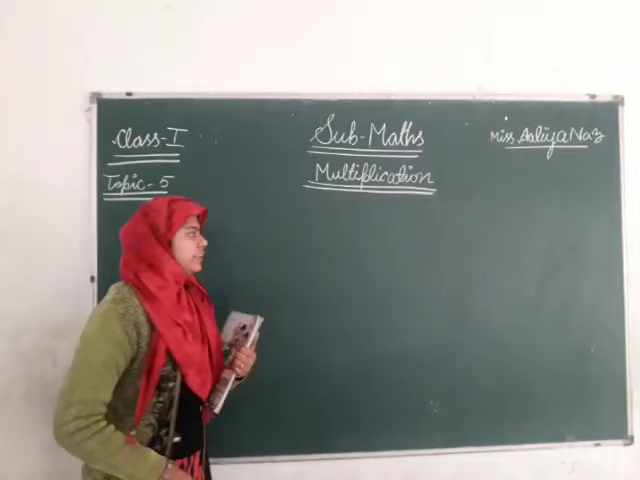 Class-I
Sub-Maths
Miss Aaliya Naz
Topic-5
Multiplication